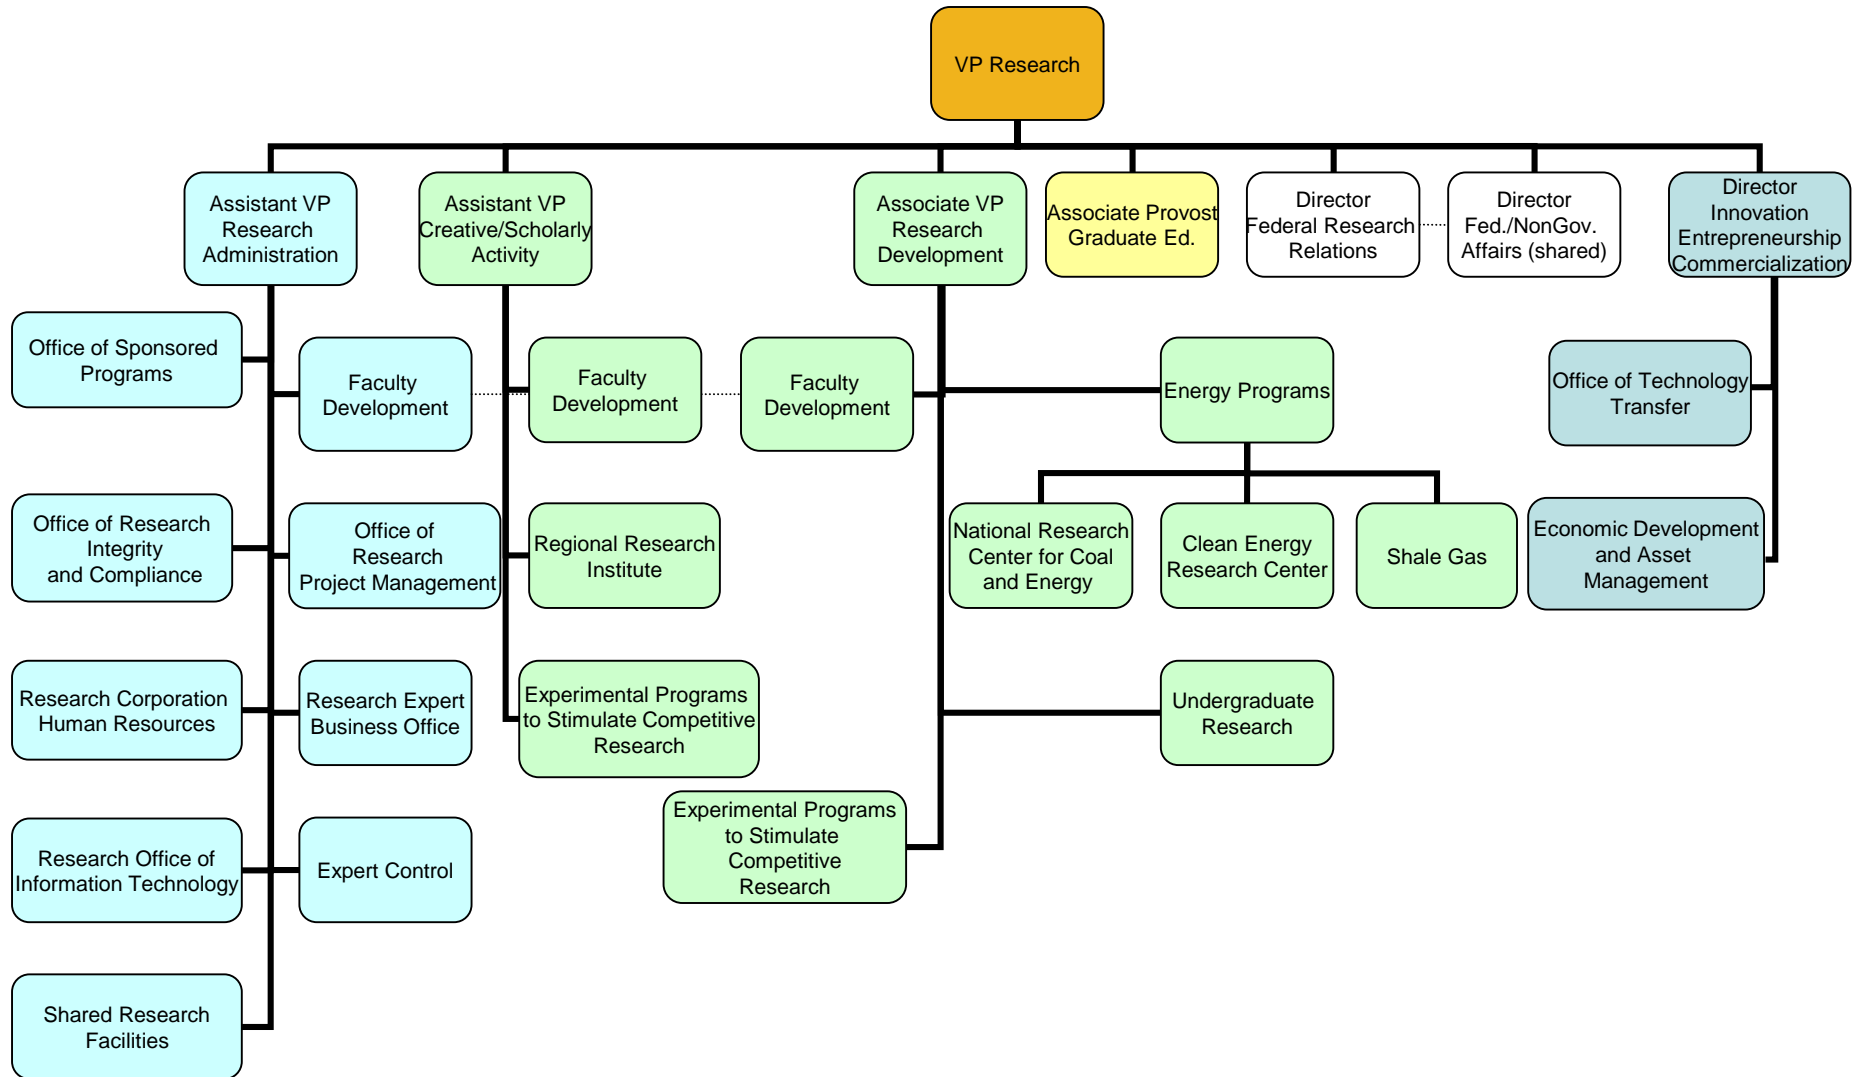 VP Research
Assistant VP
Research
Administration
Assistant VP
Creative/Scholarly
Activity
Associate VP
Research
Development
Associate Provost
Graduate Ed.
Director
Federal Research
Relations
Director
Fed./NonGov.
Affairs (shared)
Director
Innovation
Entrepreneurship
Commercialization
Office of Sponsored
Programs
Faculty
Development
Faculty
Development
Faculty
Development
Energy Programs
Office of Technology
Transfer
Office of Research
Integrity
and Compliance
Office of
Research
Project Management
Regional Research
Institute
National Research
Center for Coal
and Energy
Clean Energy
Research Center
Shale Gas
Economic Development
and Asset
Management
Research Corporation
Human Resources
Research Expert
Business Office
Experimental Programs
to Stimulate Competitive
Research
Undergraduate
Research
Experimental Programs
to Stimulate
Competitive
Research
Research Office of
Information Technology
Expert Control
Shared Research
Facilities